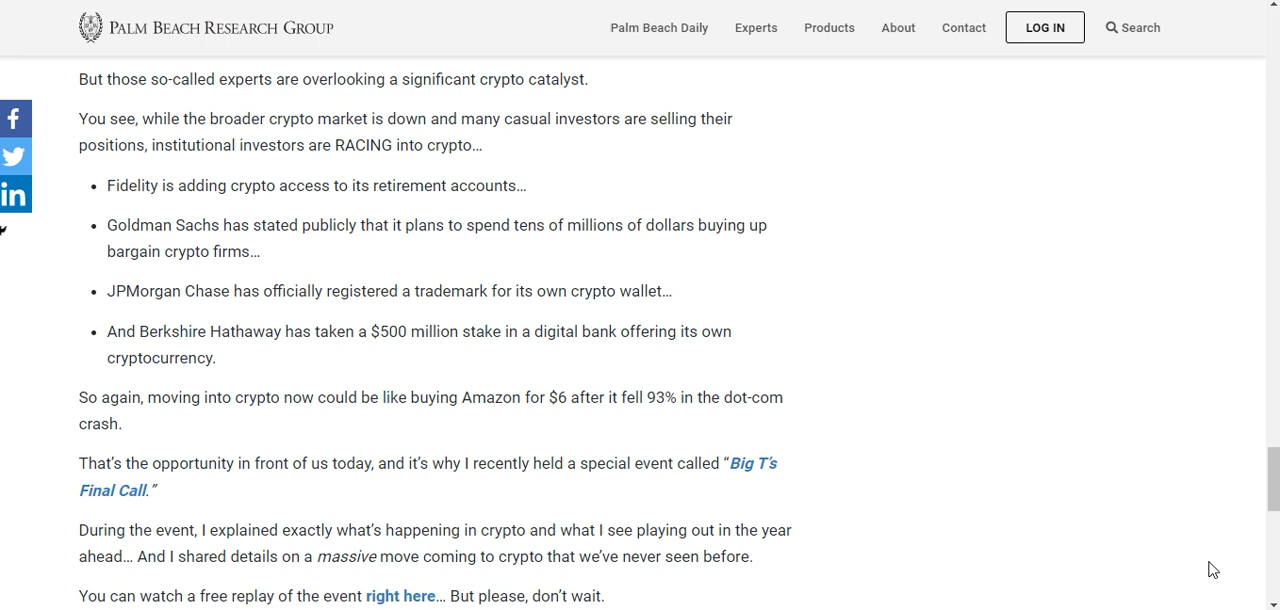 PALM BEACH RESEARCH GROUP
Palm Beach Daily Experts Products About Contact LOG IN Search
But those so-called experts are overlooking a significant crypto catalyst.
You see, while the broader crypto market is down and many casual investors are selling their
positions, institutional investors are RACING into crypto…
• Fidelity is adding crypto access to its retirement accounts…
• Goldman Sachs has stated publicly that it plans to spend tens of millions of dollars buying up
bargain crypto firms…
• JPMorgan Chase has officially registered a trademark for its own crypto wallet…
• And Berkshire Hathaway has taken a $500 million stake in a digital bank offering its own
cryptocurrency.
So again, moving into crypto now could be like buying Amazon for $6 after it fell 93% in the dot-com
crash.
That’s the opportunity in front of us today, and it’s why I recently held a special event called “Big T’s
Final Call.”
During the event, I explained exactly what’s happening in crypto and what I see playing out in the year
ahead… And I shared details on a massive move coming to crypto that we’ve never seen before.
You can watch a free replay of the event right here… But please, don’t wait.